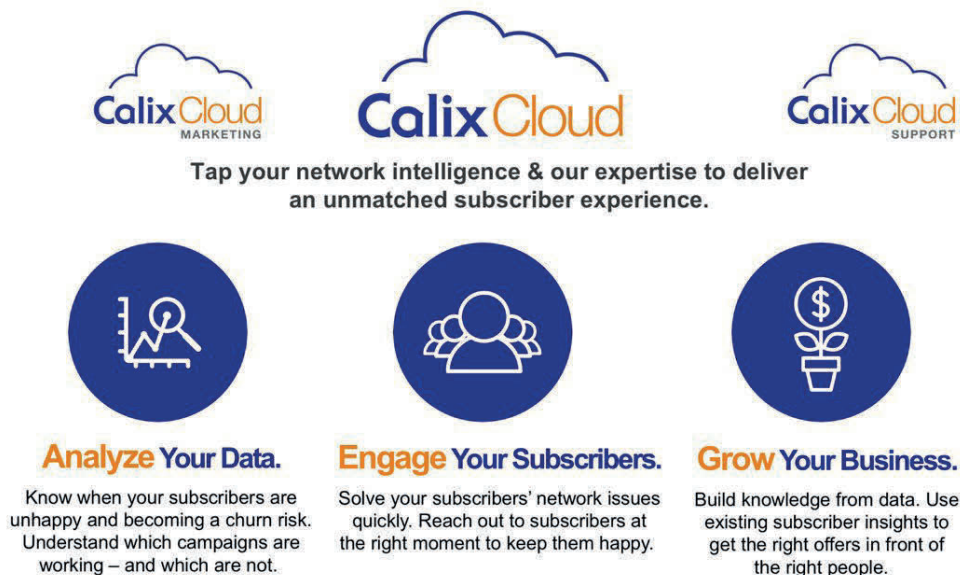 Calix Cloud
MARKETING
Calix Cloud
Calix Cloud
SUPPORT
Tap your network intelligence & our expertise to deliver
an unmatched subscriber experience.
$
Analyze Your Data.
Know when your subscribers are
unhappy and becoming a churn risk.
Understand which campaigns are
working – and which are not.
Engage Your Subscribers.
Solve your subscribers' network issues
quickly. Reach out to subscribers at
the right moment to keep them happy.
Grow Your Business.
Build knowledge from data. Use
existing subscriber insights to
get the right offers in front of
the right people.